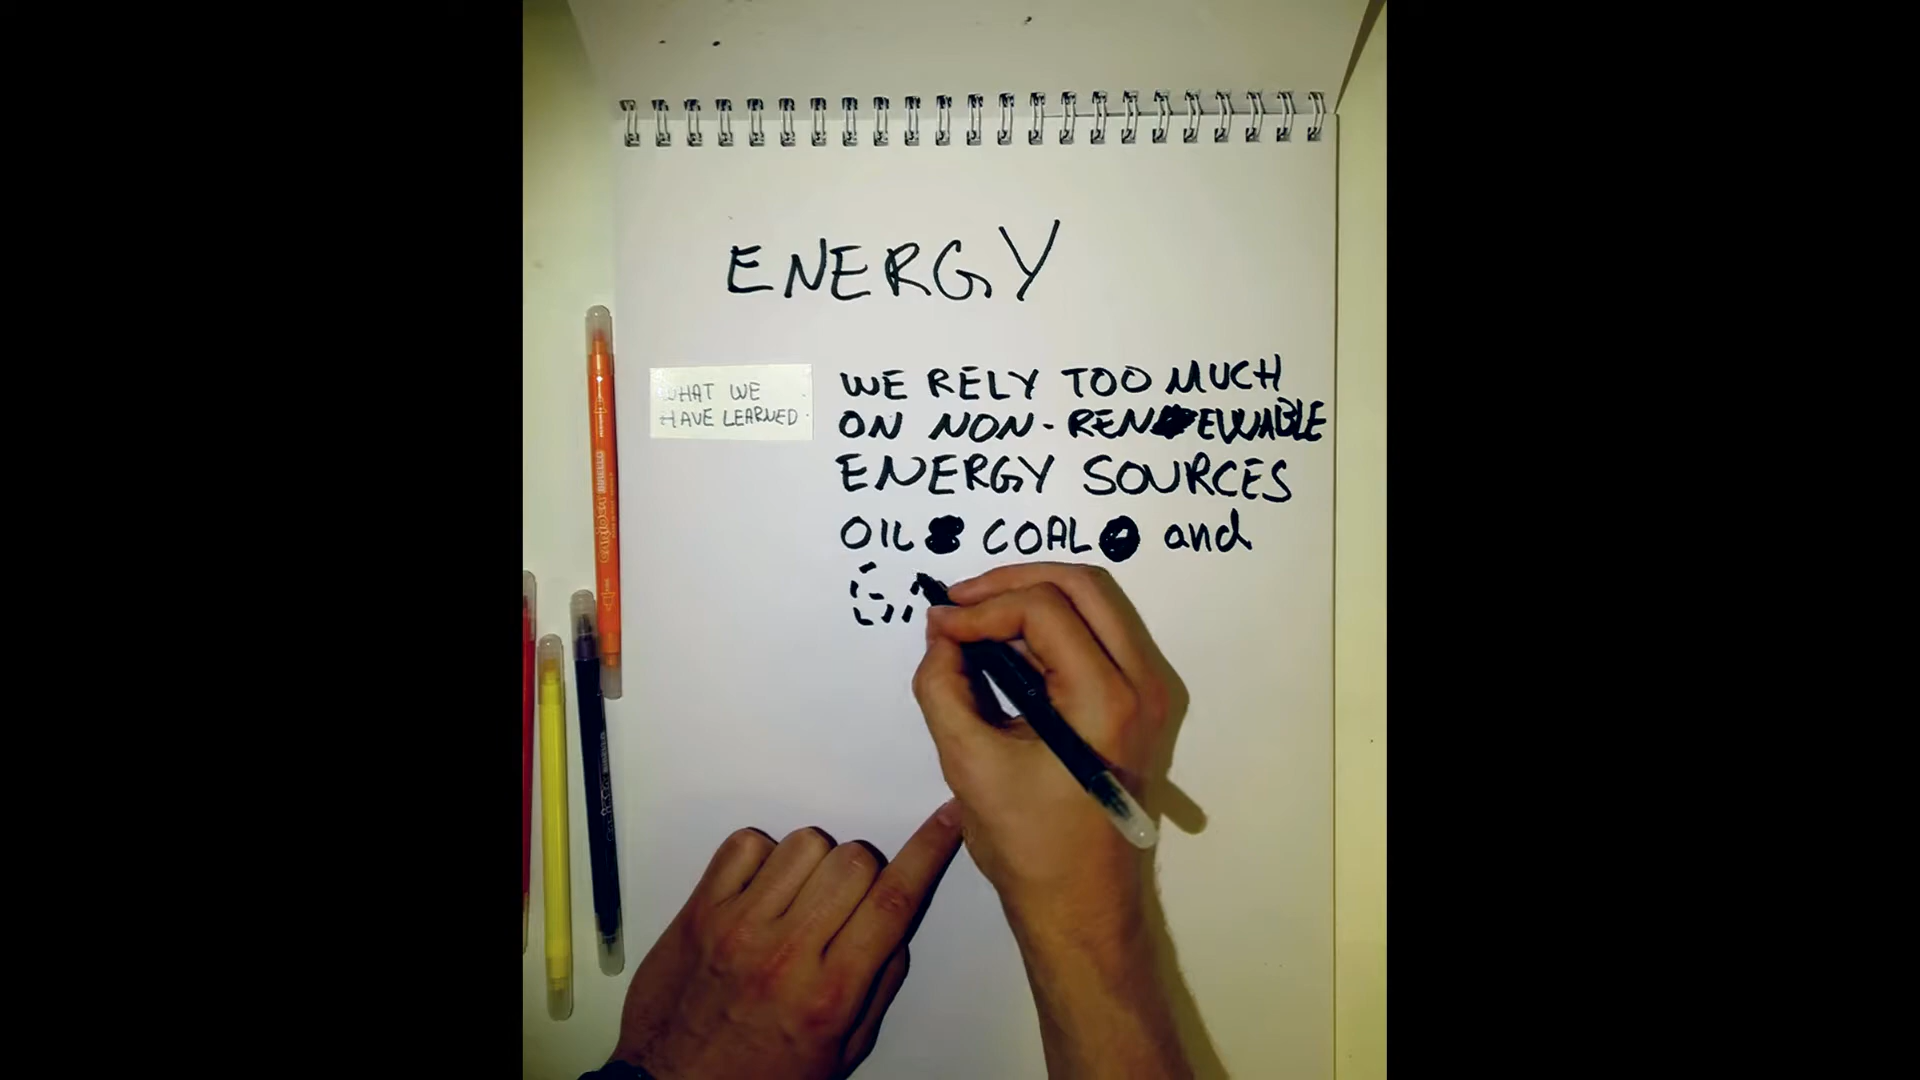 ENERGY
WHAT WE
HAVE LEARNED
WE RELY TOO MUCH
ON NON-RENEWABLE
ENERGY SOURCES
OIL COAL and
G